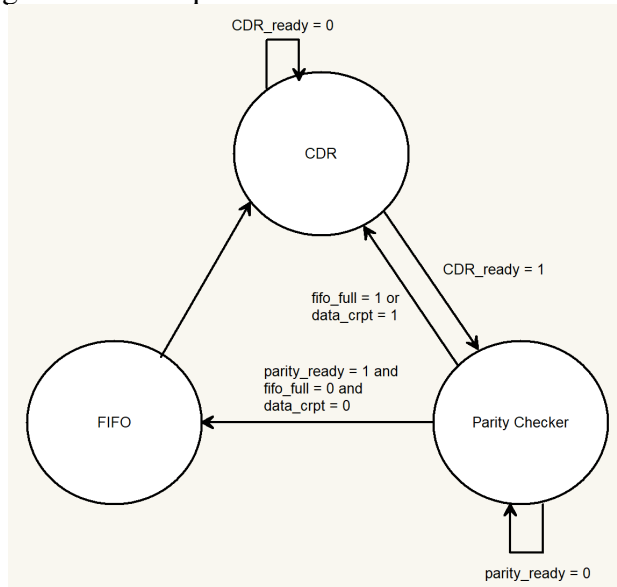 CDR_ready = 0
CDR
CDR_ready = 1
fifo_full = 1 or
data_crpt = 1
parity_ready = 1 and
fifo_full = 0 and
data_crpt = 0
FIFO
Parity Checker
parity_ready = 0